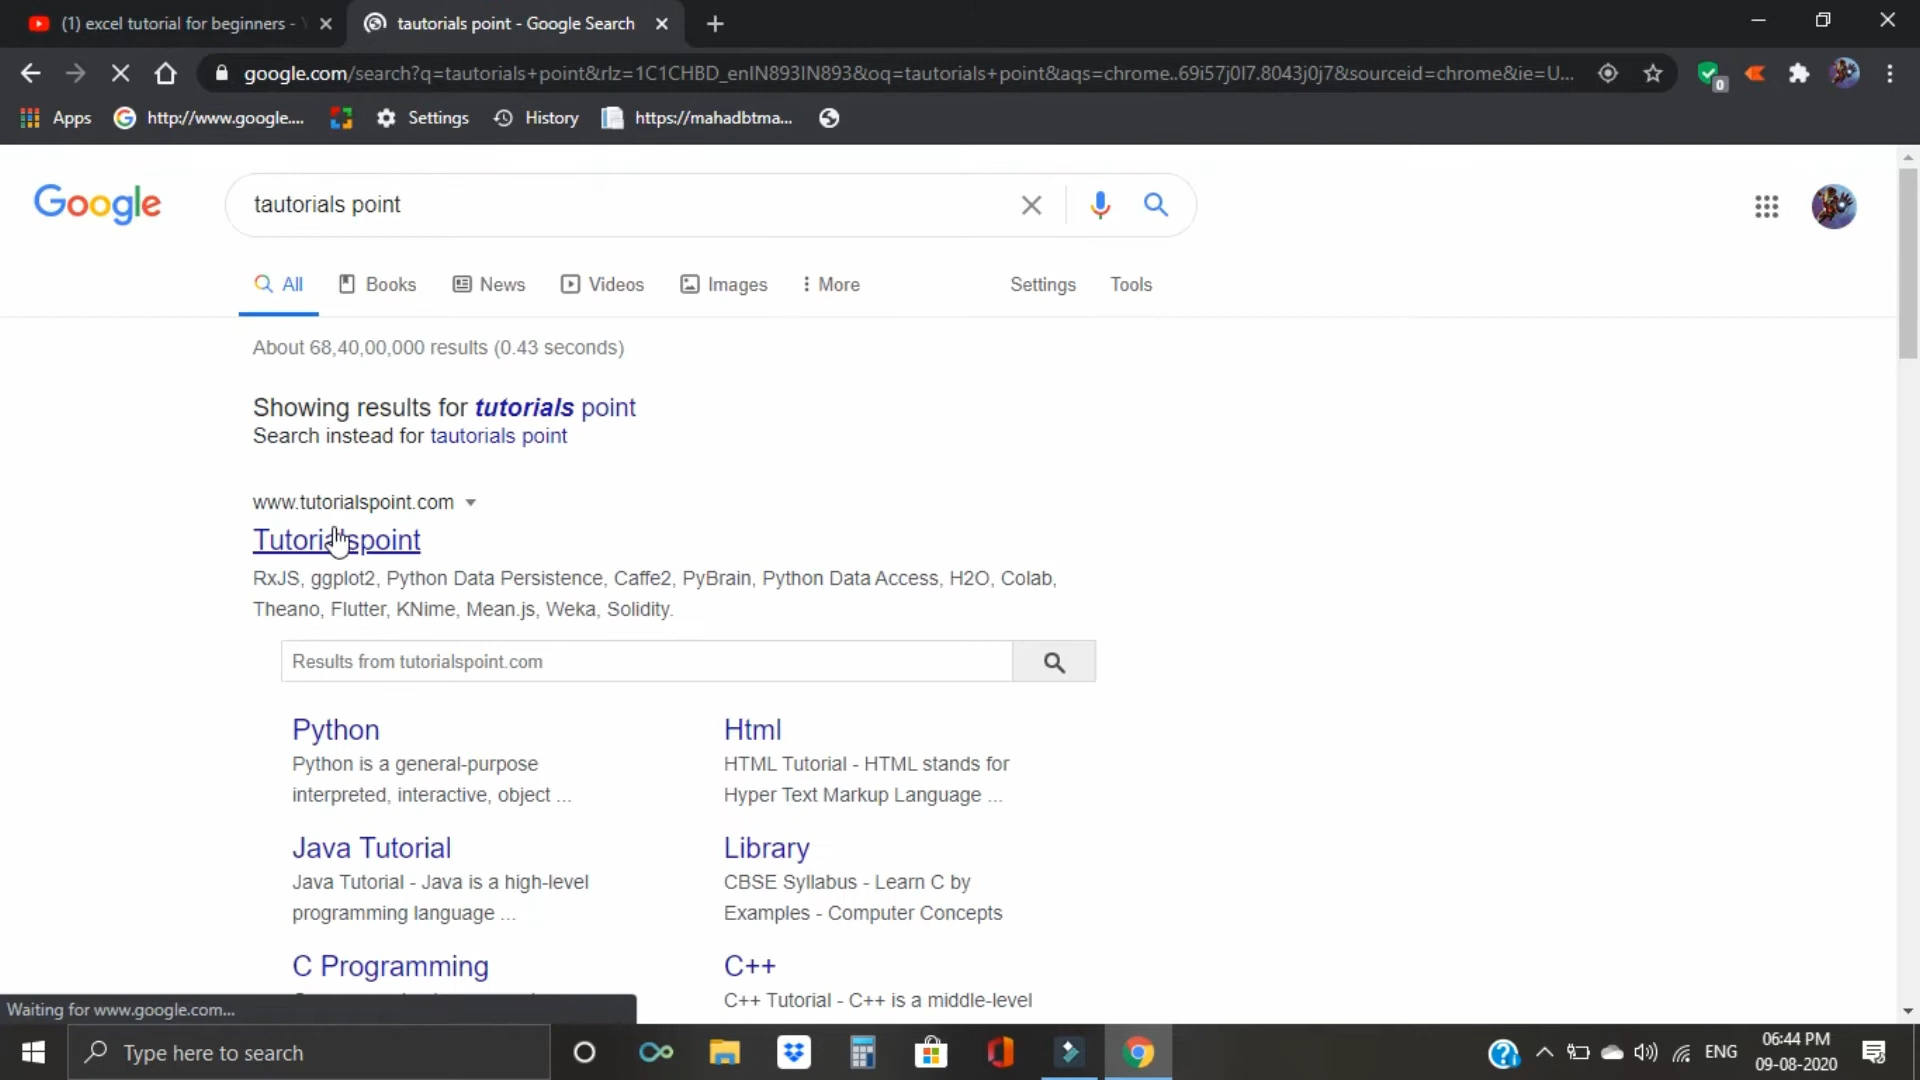 (1) excel tutorial for beginners -
tautorials point - Google Search
google.com/search?q=tautorials+point&rlz=1C1CHBD_enIN893IN893&oq=tautorials+point&aqs=chrome..69i57j0l7.8043j0j7&sourceid=chrome&ie=U...
0
Apps
http://www.google....
Settings
History
https://mahadbtma...
Google
tautorials point
All
Books
News
Videos
Images
More
Settings
Tools
About 68,40,00,000 results (0.43 seconds)
Showing results for tutorials point
Search instead for tautorials point
www.tutorialspoint.com
Tutorialspoint
RxJS, ggplot2, Python Data Persistence, Caffe2, PyBrain, Python Data Access, H2O, Colab,
Theano, Flutter, KNime, Mean.js, Weka, Solidity.
Results from tutorialspoint.com
Python
Python is a general-purpose
interpreted, interactive, object ...
Html
HTML Tutorial - HTML stands for
Hyper Text Markup Language ...
Java Tutorial
Java Tutorial - Java is a high-level
programming language ...
Library
CBSE Syllabus - Learn C by
Examples - Computer Concepts
C Programming
C++
C++ Tutorial - C++ is a middle-level
Waiting for www.google.com...
Type here to search
ENG
06:44 PM
09-08-2020